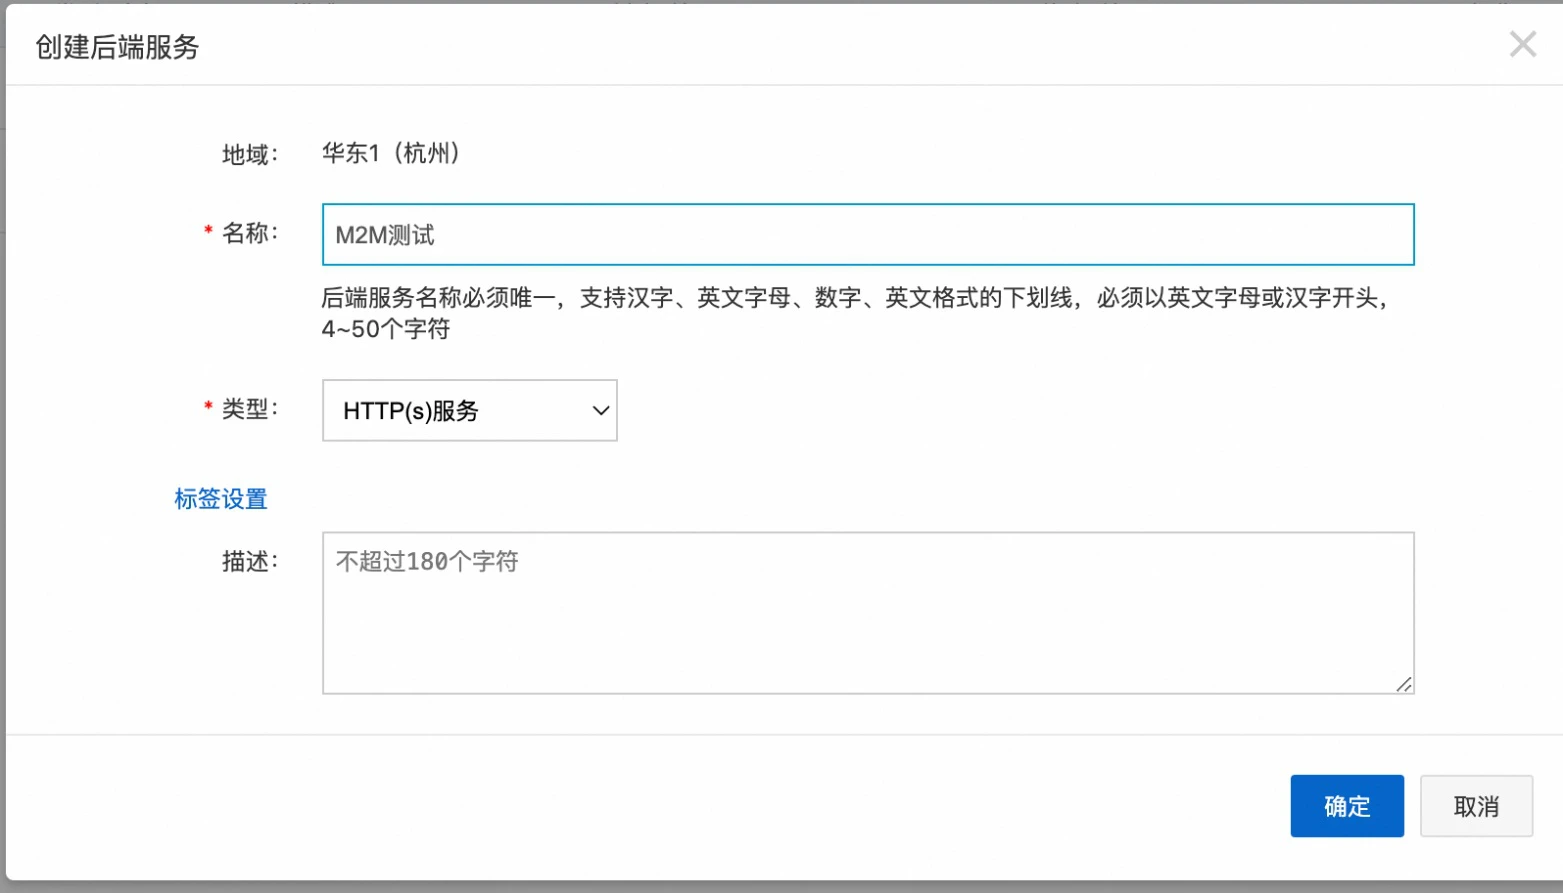 创建后端服务
地域： 华东1（杭州）
* 名称： M2M测试
后端服务名称必须唯一，支持汉字、英文字母、数字、英文格式的下划线，必须以英文字母或汉字开头，
4~50个字符
* 类型： HTTP(s)服务
标签设置
描述： 不超过180个字符
确定 取消